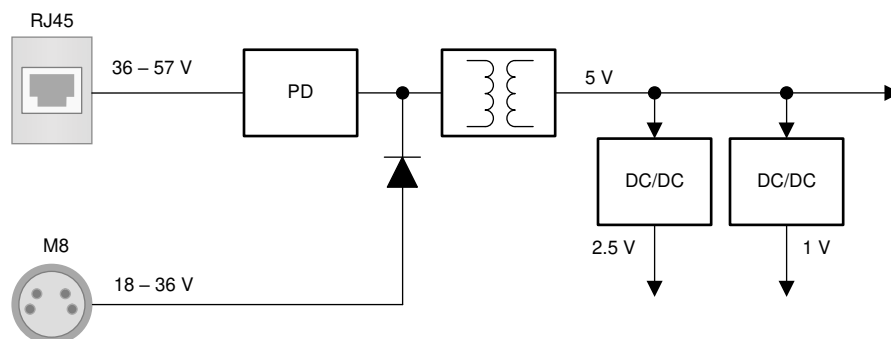 RJ45
36 – 57 V
PD
5 V
DC/DC
DC/DC
2.5 V
1 V
M8
18 – 36 V